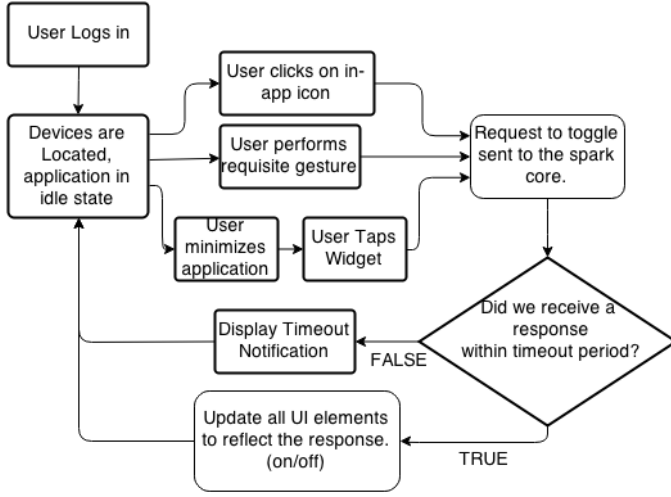 User Logs in
User clicks on in-
app icon
Devices are
Located,
application in
idle state
User performs
requisite gesture
Request to toggle
sent to the spark
core.
User
minimizes
application
User Taps
Widget
Did we receive a
response
within timeout period?
Display Timeout
Notification
FALSE
Update all UI elements
to reflect the response.
(on/off)
TRUE